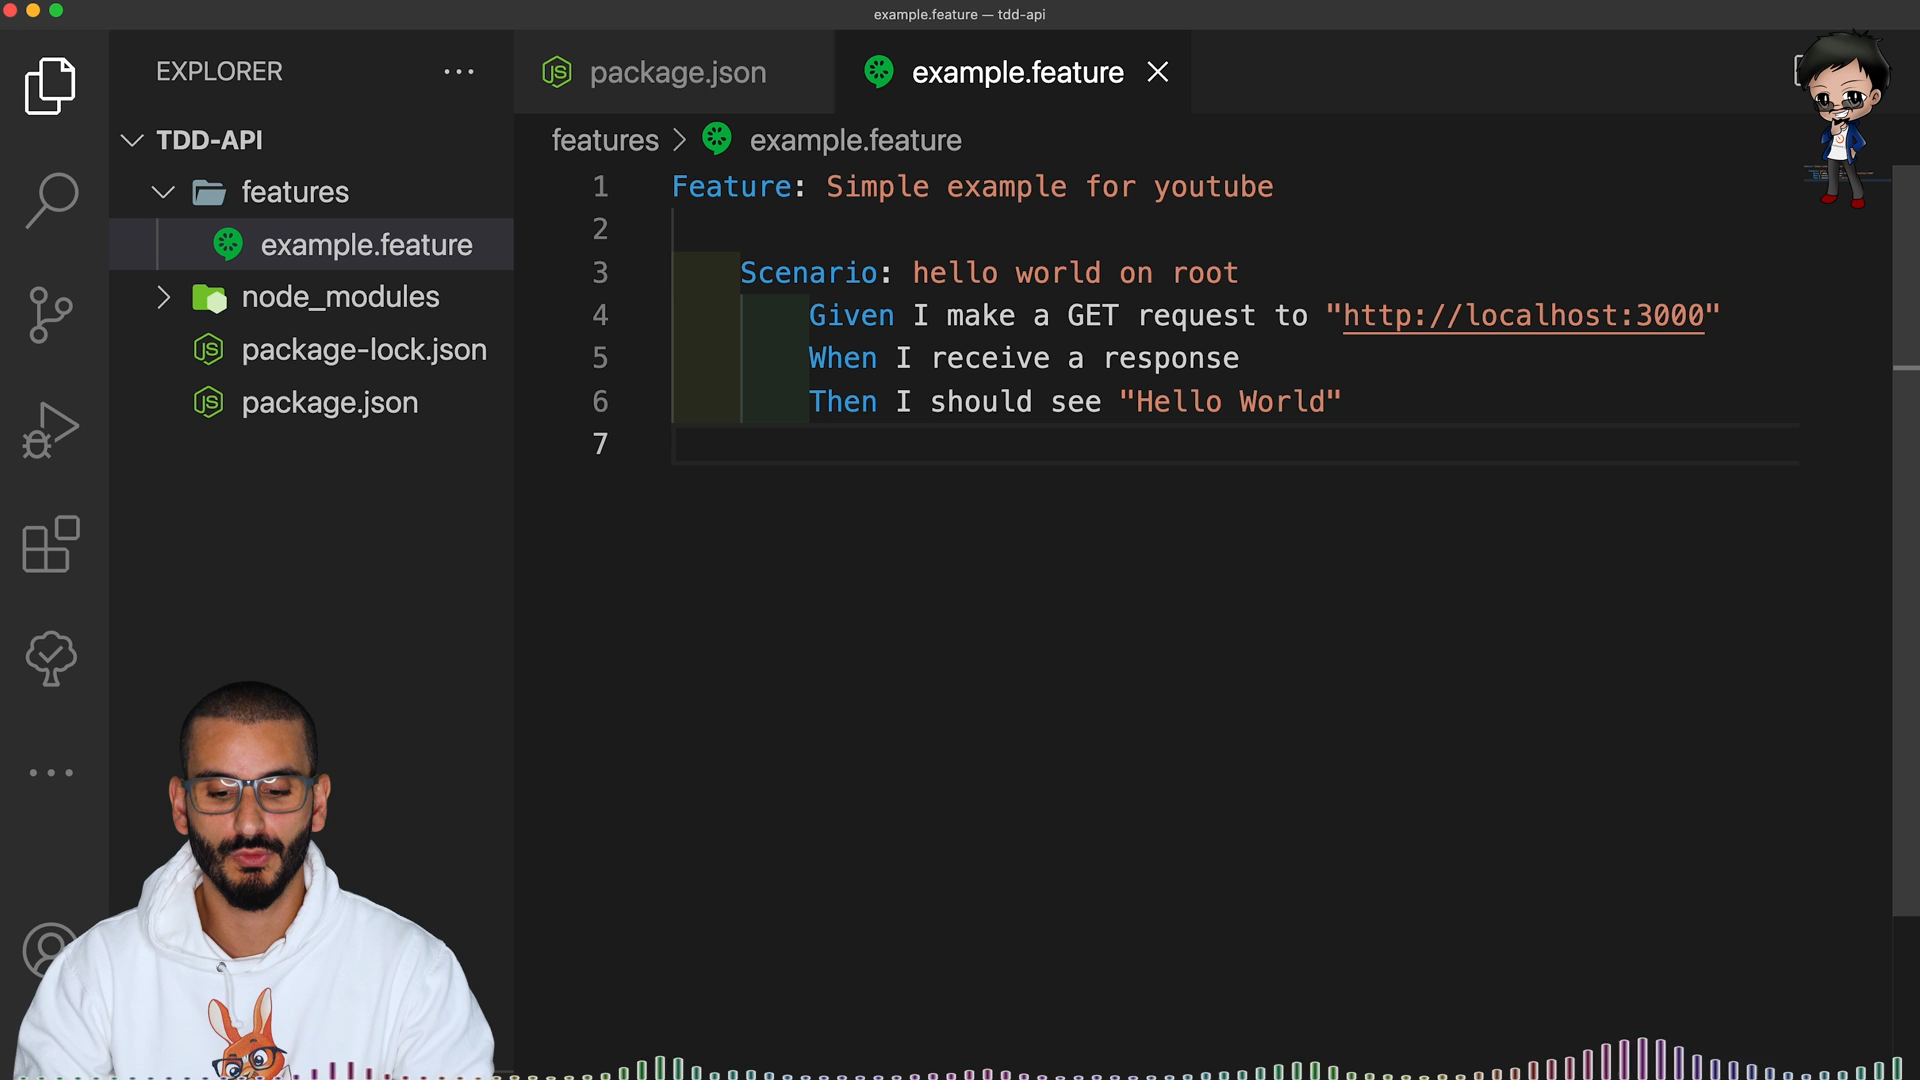 example.feature — tdd-api
EXPLORER
TDD-API
features
example.feature
node_modules
package-lock.json
package.json
package.json
example.feature
features > example.feature
1 Feature: Simple example for youtube
2
3 Scenario: hello world on root
4 Given I make a GET request to "http://localhost:3000"
5 When I receive a response
6 Then I should see "Hello World"
7